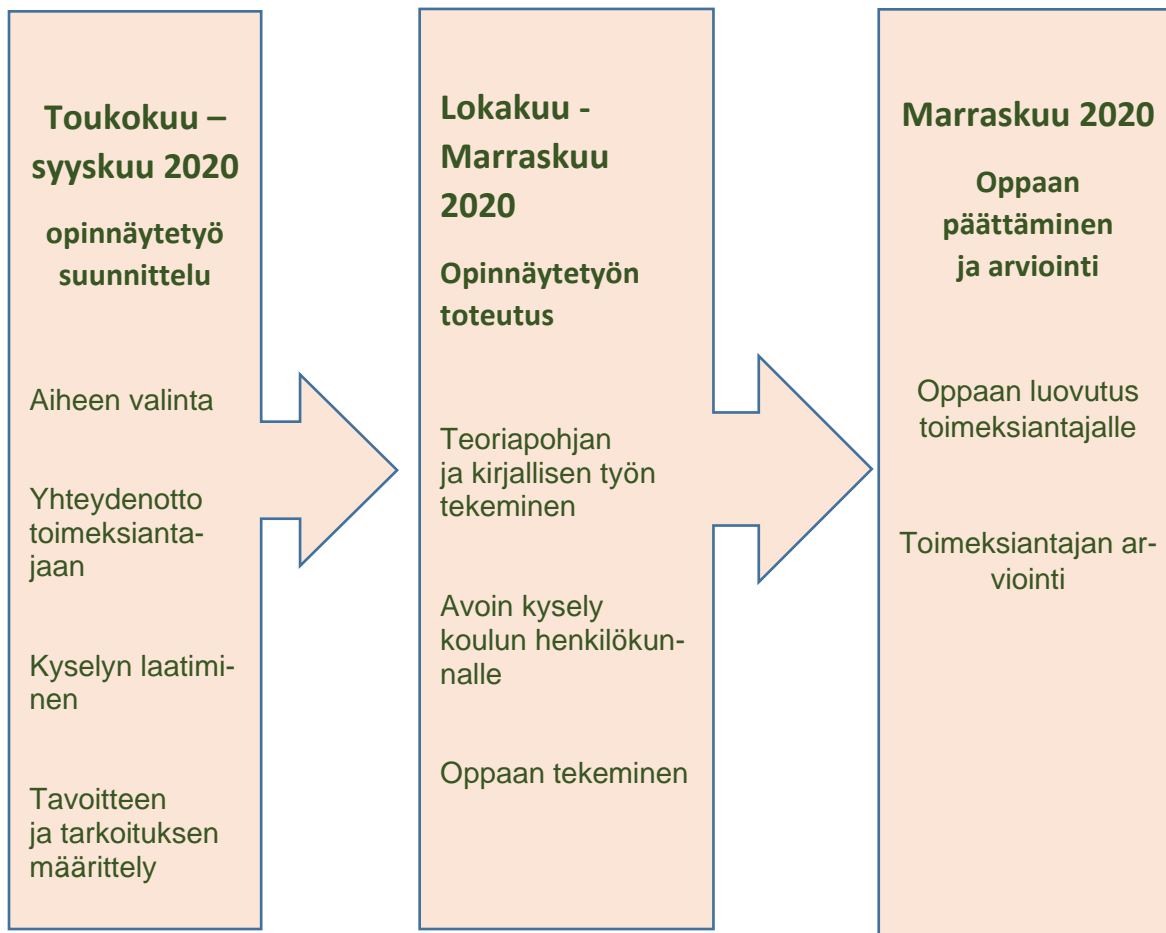 Toukokuu –
syyskuu 2020
opinnäytetyö
suunnittelu
Aiheen valinta
Yhteydenotto
toimeksianta-
jaan
Kyselyn laatimi-
nen
Tavoitteen
ja tarkoituksen
määrittely
Lokakuu -
Marraskuu
2020
Opinnäytetyön
toteutus
Teoriapohjan
ja kirjallisen työn
tekeminen
Avoin kysely
koulun henkilökun-
nalle
Oppaan tekeminen
Marraskuu 2020
Oppaan
päättäminen
ja arviointi
Oppaan luovutus
toimeksiantajalle
Toimeksiantajan ar-
viointi